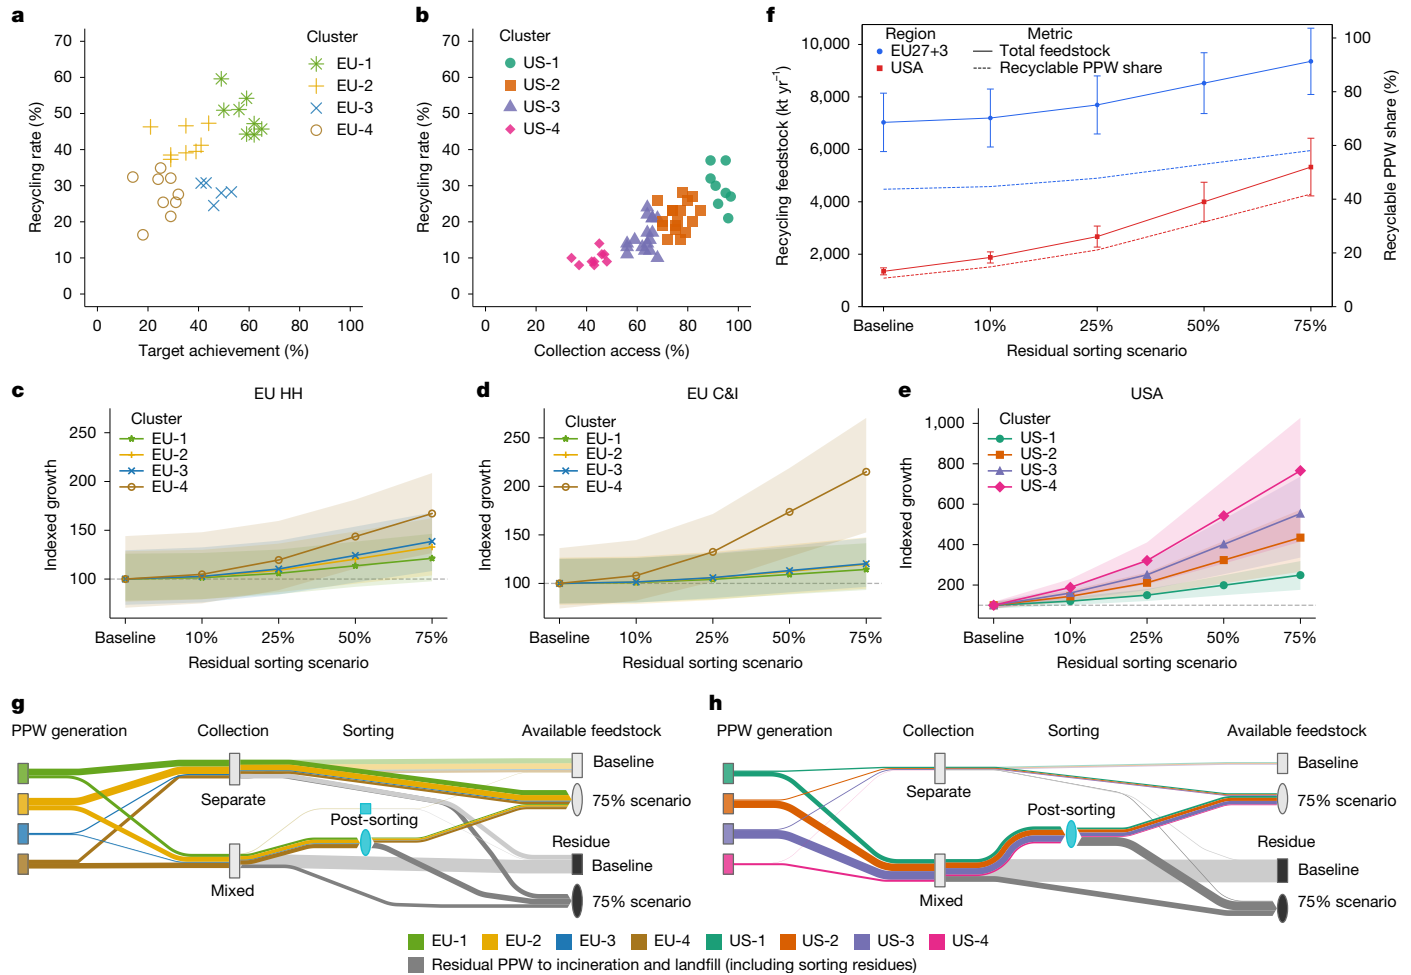 a
Recycling rate (%)
70
60
50
40
30
20
10
0
0 20 40 60 80 100
Target achievement (%)
Cluster
EU-1
EU-2
EU-3
EU-4
b
Recycling rate (%)
70
60
50
40
30
20
10
0
0 20 40 60 80 100
Collection access (%)
Cluster
US-1
US-2
US-3
US-4
f
Recycling feedstock (kt yr⁻¹)
10,000
8,000
6,000
4,000
2,000
0
Region Metric
EU27+3 Total feedstock
USA Recyclable PPW share
100
80
60
40
20
0
Recyclable PPW share (%)
Baseline 10% 25% 50% 75%
Residual sorting scenario
c
EU HH
Indexed growth
250
200
150
100
Cluster
EU-1
EU-2
EU-3
EU-4
Baseline 10% 25% 50% 75%
Residual sorting scenario
d
EU C&I
Indexed growth
250
200
150
100
Cluster
EU-1
EU-2
EU-3
EU-4
Baseline 10% 25% 50% 75%
Residual sorting scenario
e
USA
Indexed growth
1,000
800
600
400
200
Cluster
US-1
US-2
US-3
US-4
Baseline 10% 25% 50% 75%
Residual sorting scenario
g
PPW generation Collection Sorting Available feedstock
Baseline
Separate
75% scenario
Post-sorting
Residue
Baseline
Mixed
75% scenario
h
PPW generation Collection Sorting Available feedstock
Baseline
Separate
75% scenario
Post-sorting
Residue
Baseline
Mixed
75% scenario
EU-1 EU-2 EU-3 EU-4 US-1 US-2 US-3 US-4
Residual PPW to incineration and landfill (including sorting residues)